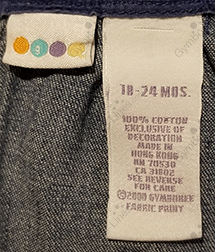 18-24 MOS.
100% COTTON
EXCLUSIVE OF
DECORATION
MADE IN
HONG KONG
RN 70530
CA 31802
SEE REVERSE
FOR CARE
©2000 GYMBOREE
FABRIC PRINT